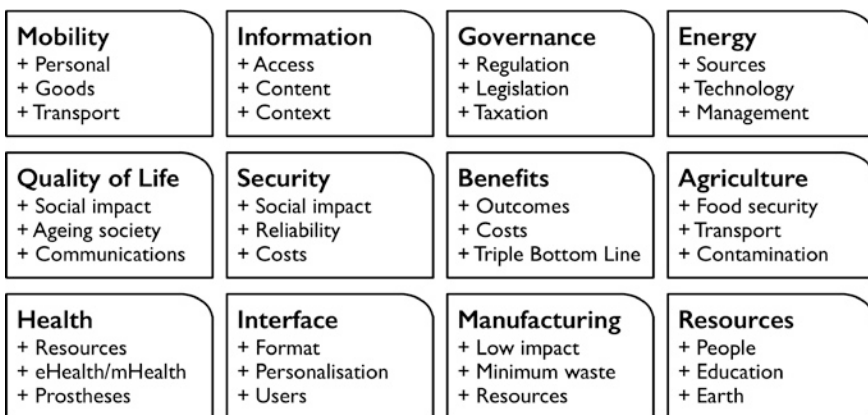 Mobility
+ Personal
+ Goods
+ Transport
Information
+ Access
+ Content
+ Context
Governance
+ Regulation
+ Legislation
+ Taxation
Energy
+ Sources
+ Technology
+ Management
Quality of Life
+ Social impact
+ Ageing society
+ Communications
Security
+ Social impact
+ Reliability
+ Costs
Benefits
+ Outcomes
+ Costs
+ Triple Bottom Line
Agriculture
+ Food security
+ Transport
+ Contamination
Health
+ Resources
+ eHealth/mHealth
+ Prostheses
Interface
+ Format
+ Personalisation
+ Users
Manufacturing
+ Low impact
+ Minimum waste
+ Resources
Resources
+ People
+ Education
+ Earth